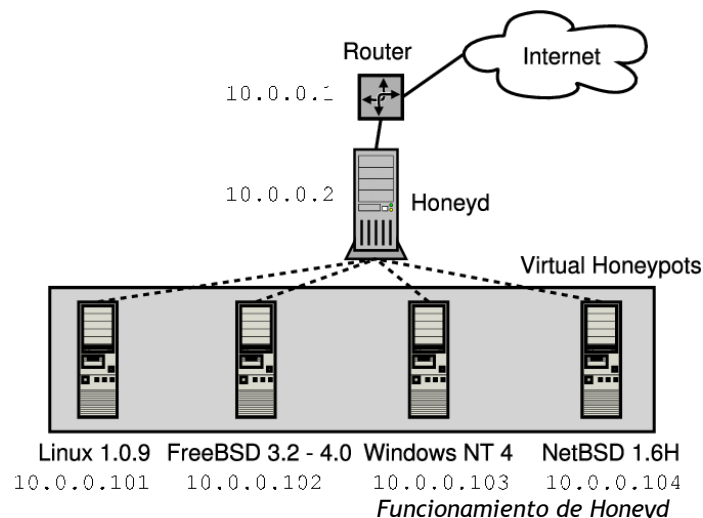 Router
Internet
10.0.0.1
10.0.0.2
Honeyd
Virtual Honeypots
Linux 1.0.9 FreeBSD 3.2 - 4.0 Windows NT 4 NetBSD 1.6H
10.0.0.101 10.0.0.102 10.0.0.103 10.0.0.104
Funcionamiento de Honeyd